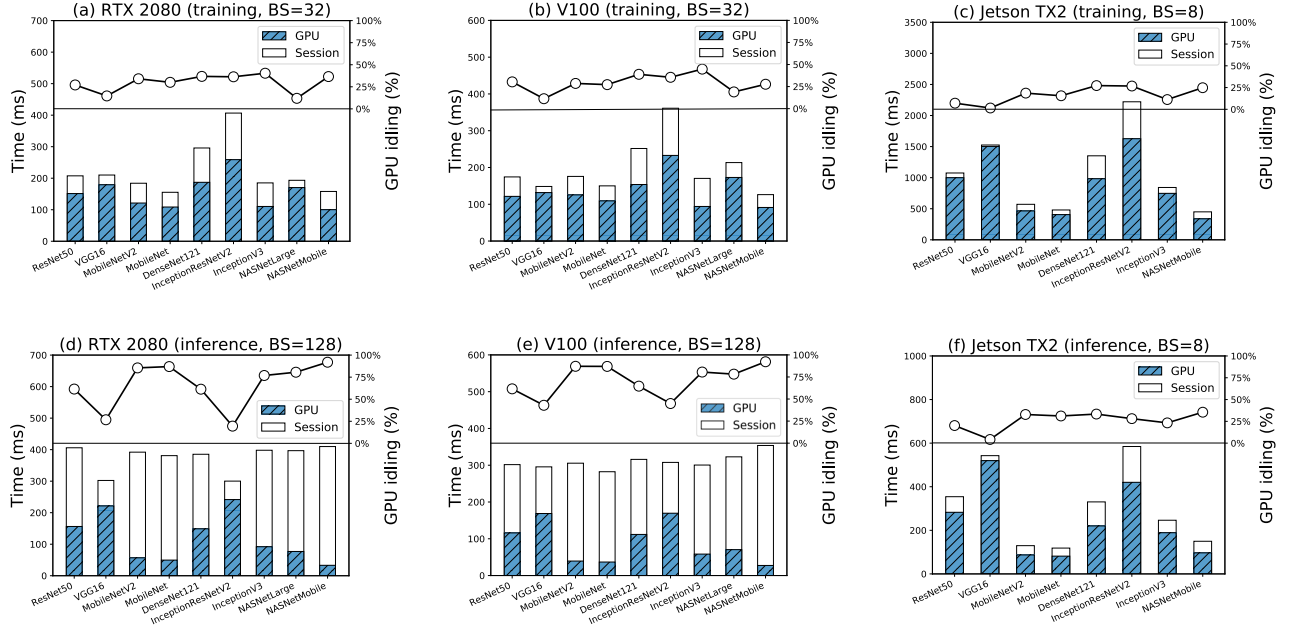 (a) RTX 2080 (training, BS=32)
700
600
500
400
300
200
100
0
Time (ms)
100%
75%
50%
25%
0%
GPU idling (%)
GPU
Session
ResNet50
VGG16
MobileNetV2
MobileNet
DenseNet121
InceptionResNetV2
InceptionV3
NASNetLarge
NASNetMobile
(b) V100 (training, BS=32)
600
500
400
300
200
100
0
Time (ms)
100%
75%
50%
25%
0%
GPU idling (%)
GPU
Session
ResNet50
VGG16
MobileNetV2
MobileNet
DenseNet121
InceptionResNetV2
InceptionV3
NASNetLarge
NASNetMobile
(c) Jetson TX2 (training, BS=8)
3500
3000
2500
2000
1500
1000
500
0
Time (ms)
100%
75%
50%
25%
0%
GPU idling (%)
GPU
Session
ResNet50
VGG16
MobileNetV2
MobileNet
DenseNet121
InceptionResNetV2
InceptionV3
NASNetMobile
(d) RTX 2080 (inference, BS=128)
700
600
500
400
300
200
100
0
Time (ms)
100%
75%
50%
25%
0%
GPU idling (%)
GPU
Session
ResNet50
VGG16
MobileNetV2
MobileNet
DenseNet121
InceptionResNetV2
InceptionV3
NASNetLarge
NASNetMobile
(e) V100 (inference, BS=128)
600
500
400
300
200
100
0
Time (ms)
100%
75%
50%
25%
0%
GPU idling (%)
GPU
Session
ResNet50
VGG16
MobileNetV2
MobileNet
DenseNet121
InceptionResNetV2
InceptionV3
NASNetLarge
NASNetMobile
(f) Jetson TX2 (inference, BS=8)
1000
800
600
400
200
0
Time (ms)
100%
75%
50%
25%
0%
GPU idling (%)
GPU
Session
ResNet50
VGG16
MobileNetV2
MobileNet
DenseNet121
InceptionResNetV2
InceptionV3
NASNetMobile